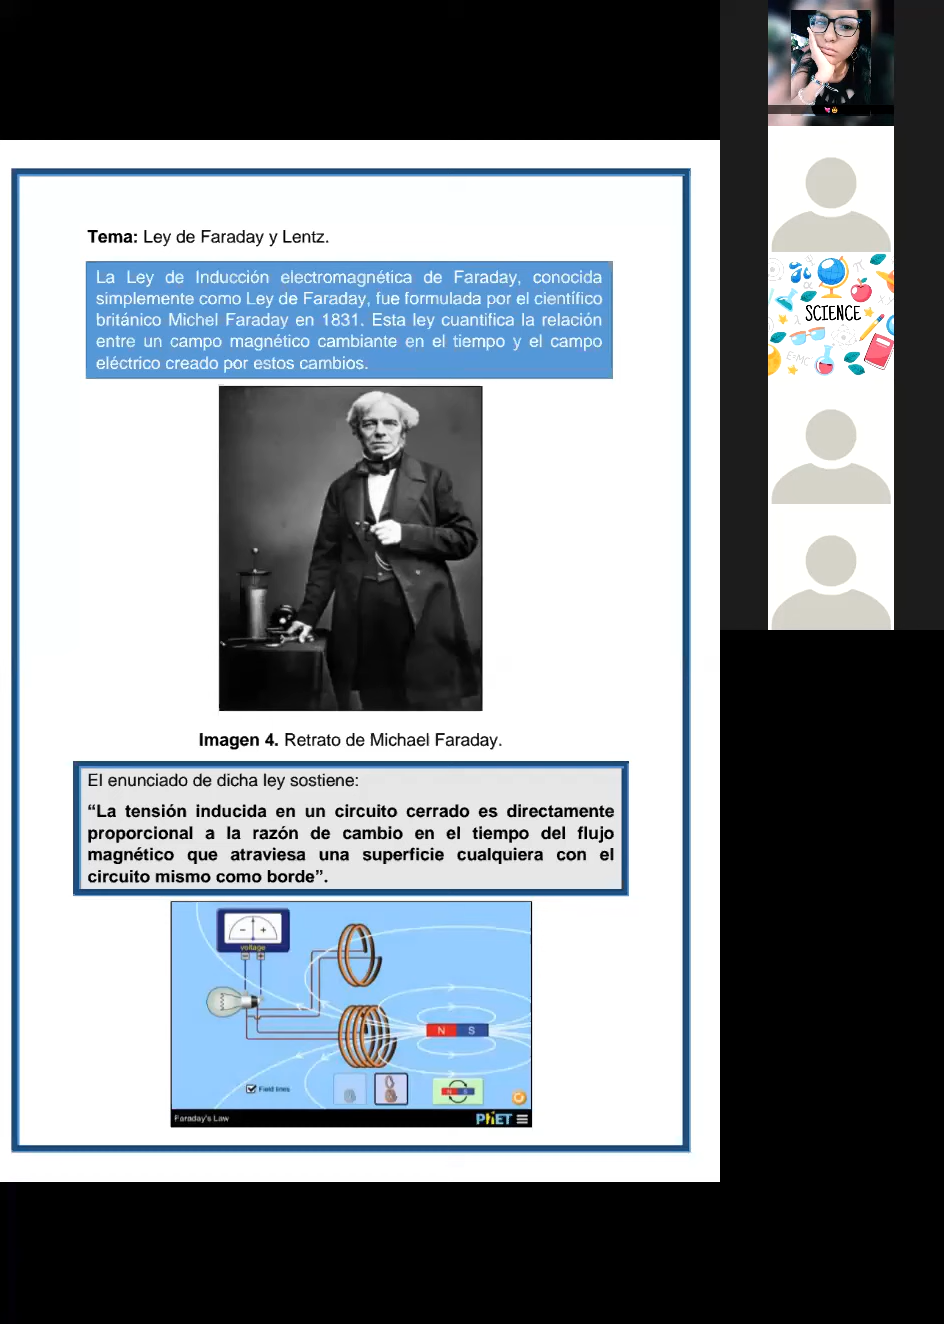 Tema: Ley de Faraday y Lentz.
La Ley de Inducción electromagnética de Faraday, conocida
simplemente como Ley de Faraday, fue formulada por el científico
británico Michel Faraday en 1831. Esta ley cuantifica la relación
entre un campo magnético cambiante en el tiempo y el campo
eléctrico creado por estos cambios.
Imagen 4. Retrato de Michael Faraday.
El enunciado de dicha ley sostiene:
“La tensión inducida en un circuito cerrado es directamente
proporcional a la razón de cambio en el tiempo del flujo
magnético que atraviesa una superficie cualquiera con el
circuito mismo como borde”.
- +
voltage
- +
N S
Field lines
N S
Faraday's Law
PhET
SCIENCE
E=MC